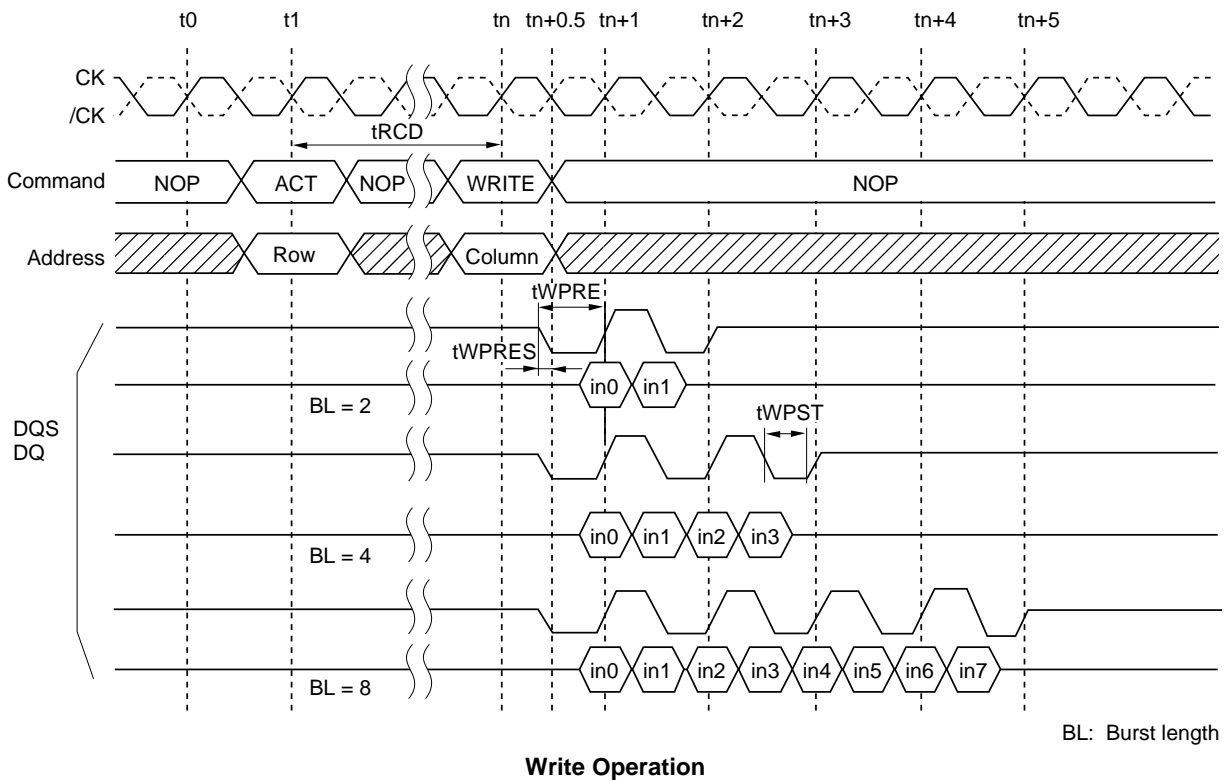 t0 t1 tn tn+0.5 tn+1 tn+2 tn+3 tn+4 tn+5
CK
/CK
tRCD
Command NOP ACT NOP WRITE NOP
Address Row Column
tWPRE
tWPRES
in0 in1
BL = 2
tWPST
DQS
DQ
in0 in1 in2 in3
BL = 4
in0 in1 in2 in3 in4 in5 in6 in7
BL = 8
BL: Burst length
Write Operation